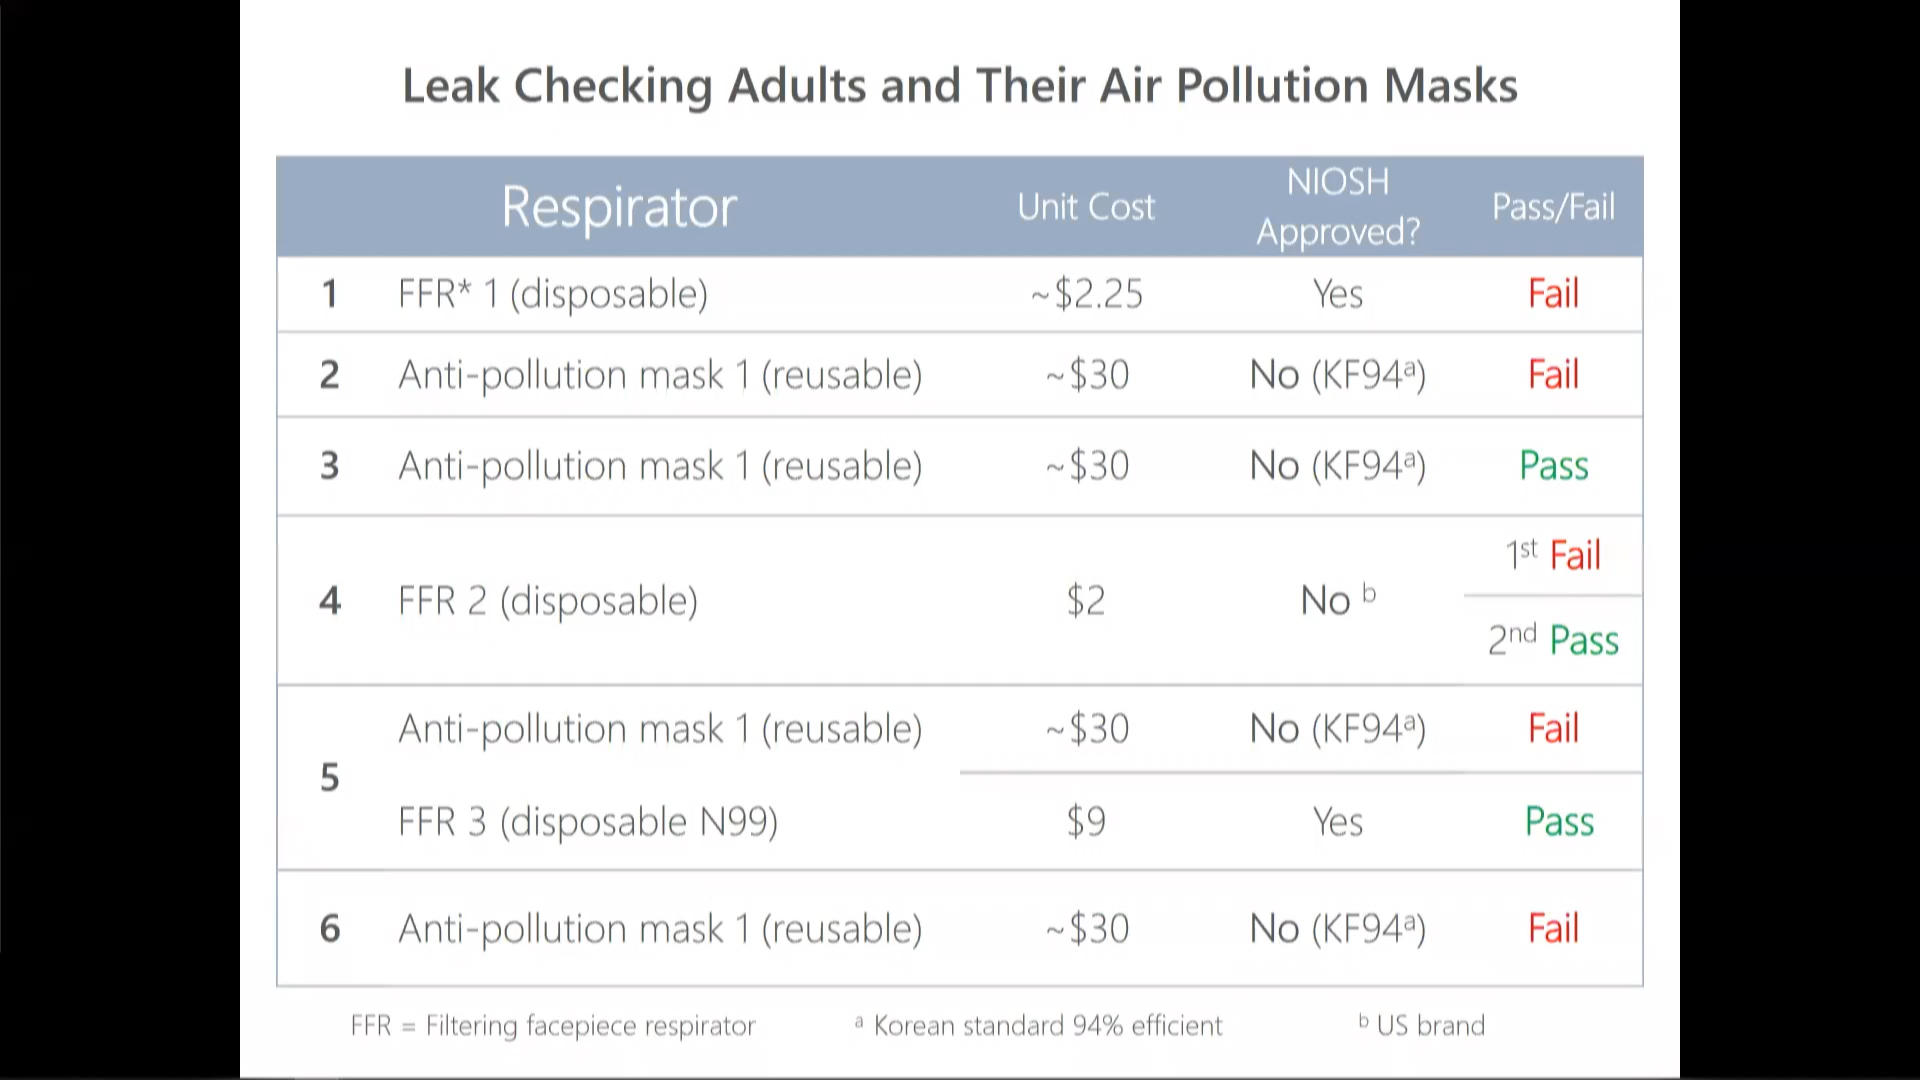 Leak Checking Adults and Their Air Pollution Masks
Respirator Unit Cost NIOSH Approved? Pass/Fail
1 FFR* 1 (disposable) ~$2.25 Yes Fail
2 Anti-pollution mask 1 (reusable) ~$30 No (KF94ª) Fail
3 Anti-pollution mask 1 (reusable) ~$30 No (KF94ª) Pass
4 FFR 2 (disposable) $2 No ᵇ 1st Fail
2nd Pass
5 Anti-pollution mask 1 (reusable) ~$30 No (KF94ª) Fail
FFR 3 (disposable N99) $9 Yes Pass
6 Anti-pollution mask 1 (reusable) ~$30 No (KF94ª) Fail
FFR = Filtering facepiece respirator ª Korean standard 94% efficient ᵇ US brand